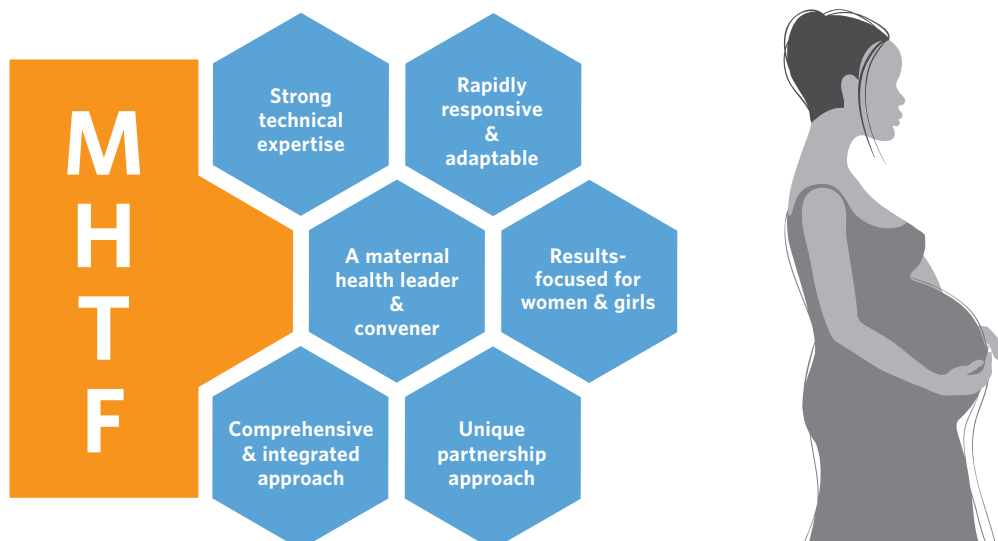 M
H
T
F
Strong
technical
expertise
Rapidly
responsive
&
adaptable
A maternal
health leader
&
convener
Results-
focused for
women & girls
Comprehensive
& integrated
approach
Unique
partnership
approach